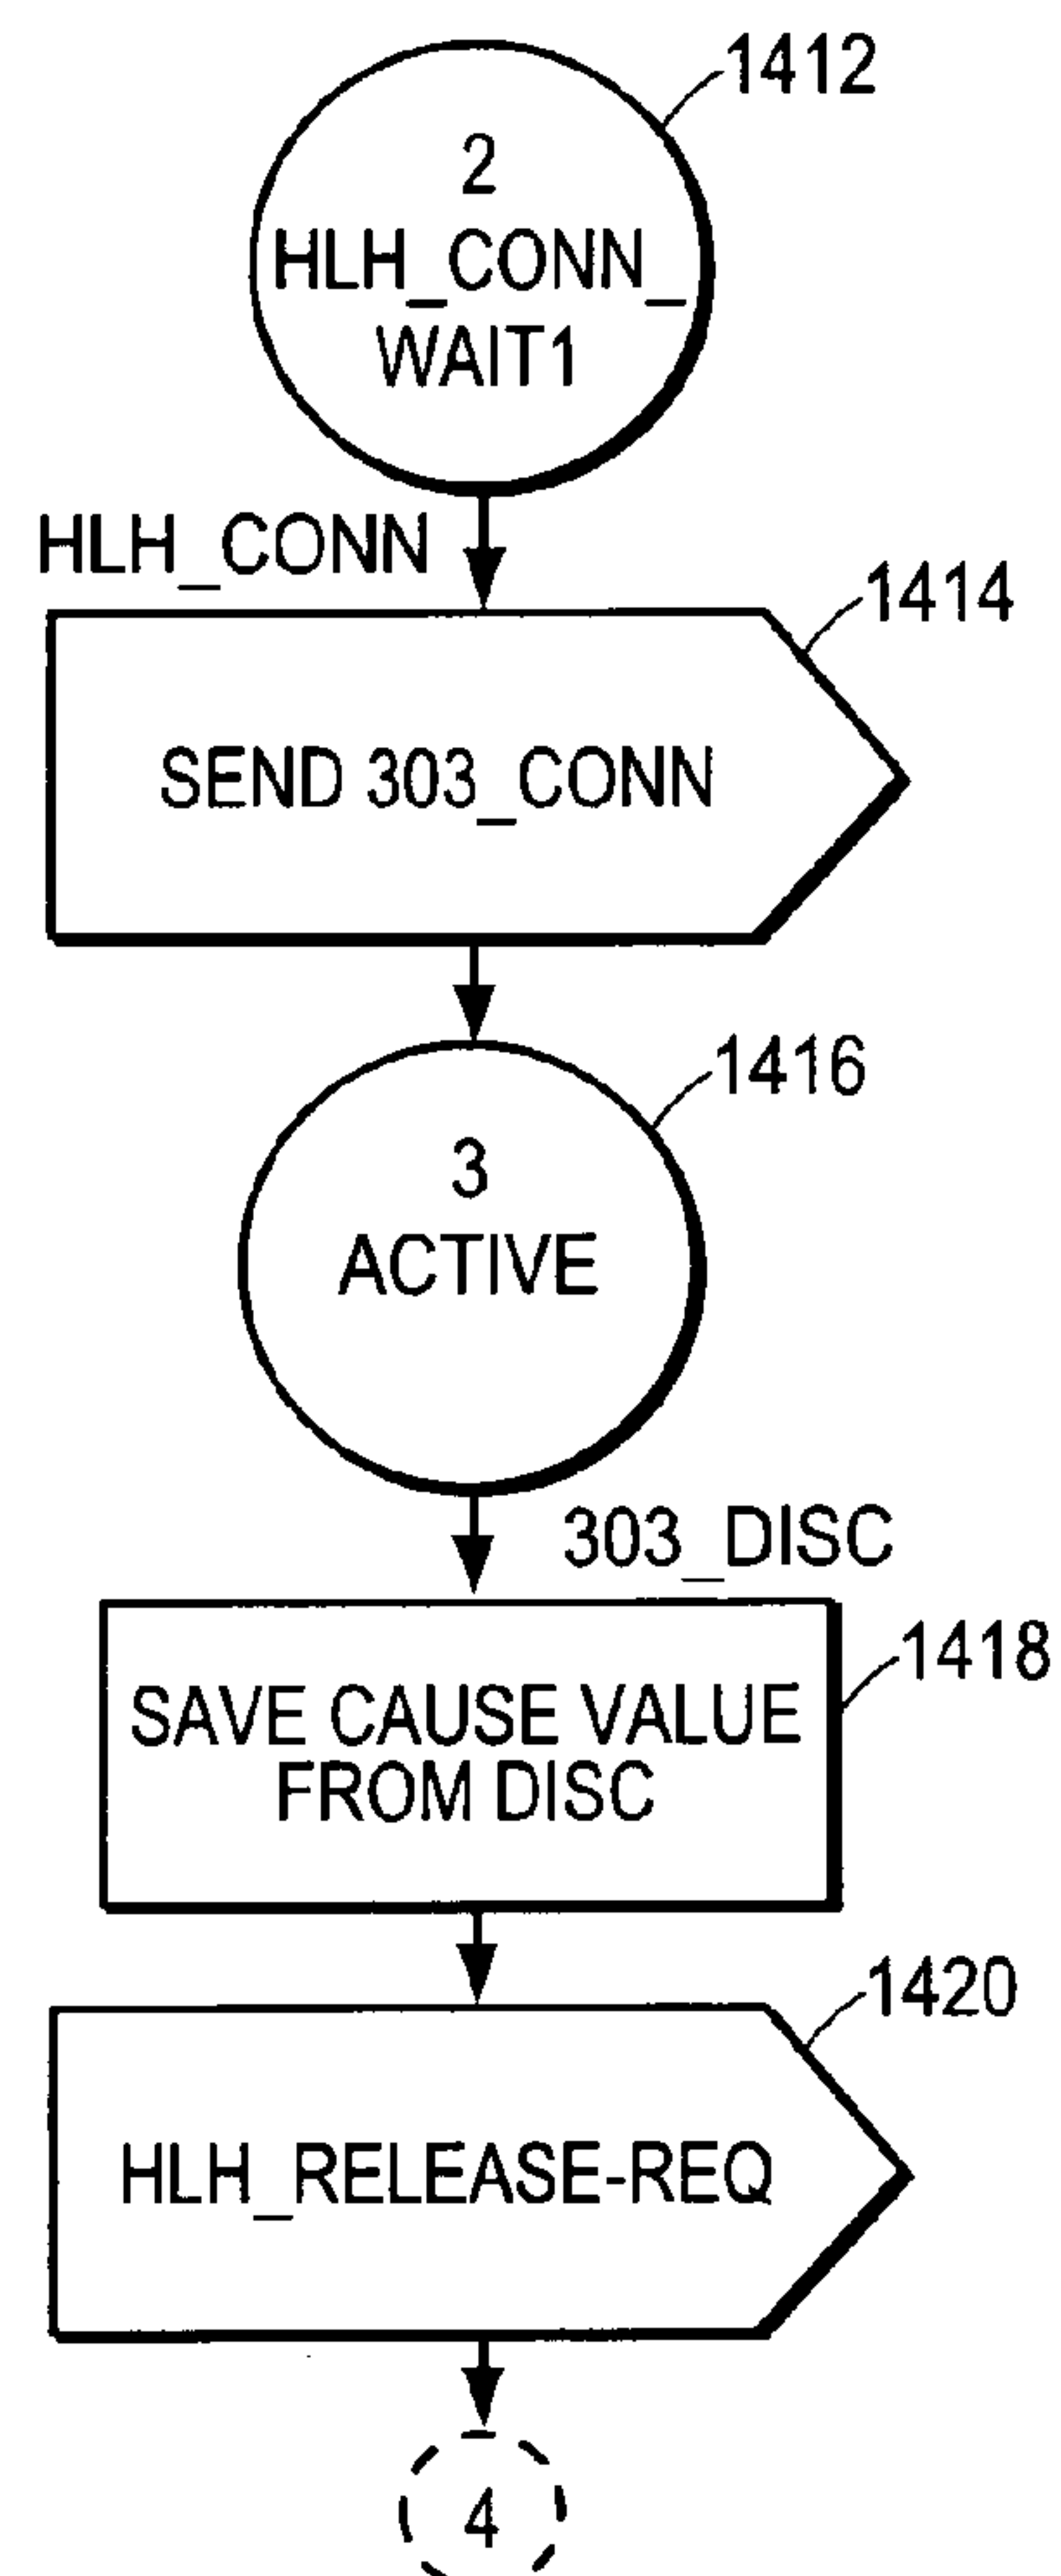 1412
2
HLH_CONN_
WAIT1
HLH_CONN
1414
SEND 303_CONN
1416
3
ACTIVE
303_DISC
1418
SAVE CAUSE VALUE
FROM DISC
1420
HLH_RELEASE-REQ
4